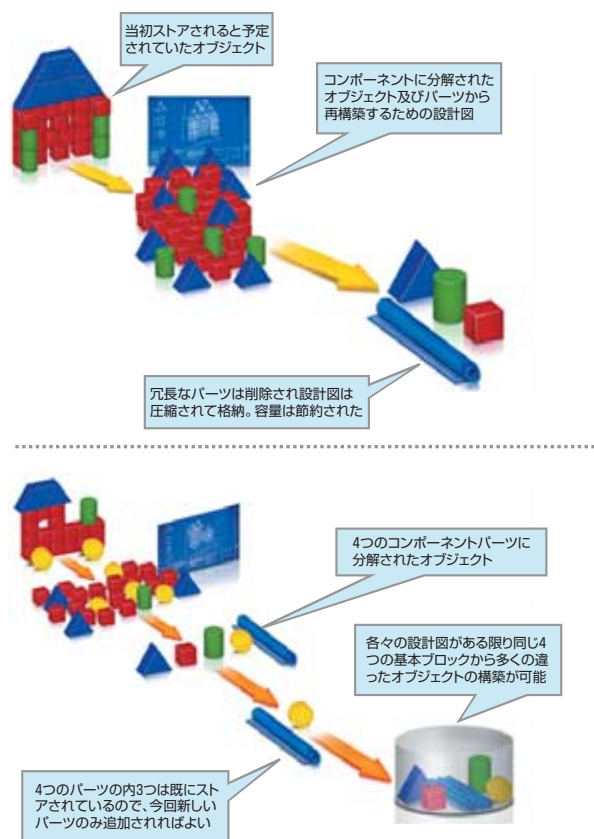 当初ストアされると予定
されていたオブジェクト
コンポーネントに分解された
オブジェクト及びパーツから
再構築するための設計図
冗長なパーツは削除され設計図は
圧縮されて格納。容量は節約された
4つのコンポーネントパーツに
分解されたオブジェクト
各々の設計図がある限り同じ4
つの基本ブロックから多くの違
ったオブジェクトの構築が可能
4つのパーツの内3つは既にスト
アされているので、今回新しい
パーツのみ追加されればよい